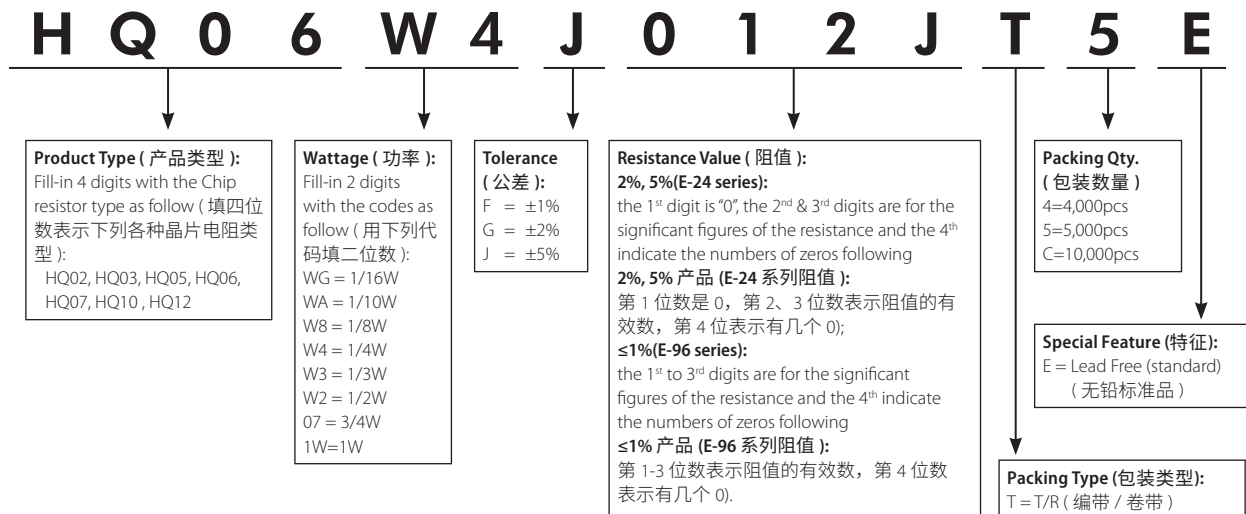 HQ06W4J012JT5E
Product Type ( 产品类型 ):
Fill-in 4 digits with the Chip
resistor type as follow ( 填四位
数表示下列各种晶片电阻类
型 ):
HQ02, HQ03, HQ05, HQ06,
HQ07, HQ10 , HQ12
Wattage ( 功率 ):
Fill-in 2 digits
with the codes as
follow ( 用下列代
码填二位数 ):
WG = 1/16W
WA = 1/10W
W8 = 1/8W
W4 = 1/4W
W3 = 1/3W
W2 = 1/2W
07 = 3/4W
1W=1W
Tolerance
( 公差 ):
F = ±1%
G = ±2%
J = ±5%
Resistance Value ( 阻值 ):
2%, 5%(E-24 series):
the 1st digit is “0”, the 2nd & 3rd digits are for the
significant figures of the resistance and the 4th
indicate the numbers of zeros following
2%, 5% 产品 (E-24 系列阻值 ):
第 1 位数是 0，第 2、3 位数表示阻值的有
效数，第 4 位表示有几个 0);
≤1%(E-96 series):
the 1st to 3rd digits are for the significant
figures of the resistance and the 4th indicate
the numbers of zeros following
≤1% 产品 (E-96 系列阻值 ):
第 1-3 位数表示阻值的有效数，第 4 位数
表示有几个 0).
Packing Qty.
( 包装数量 )
4=4,000pcs
5=5,000pcs
C=10,000pcs
Special Feature (特征):
E = Lead Free (standard)
( 无铅标准品 )
Packing Type (包装类型):
T = T/R ( 编带 / 卷带 )